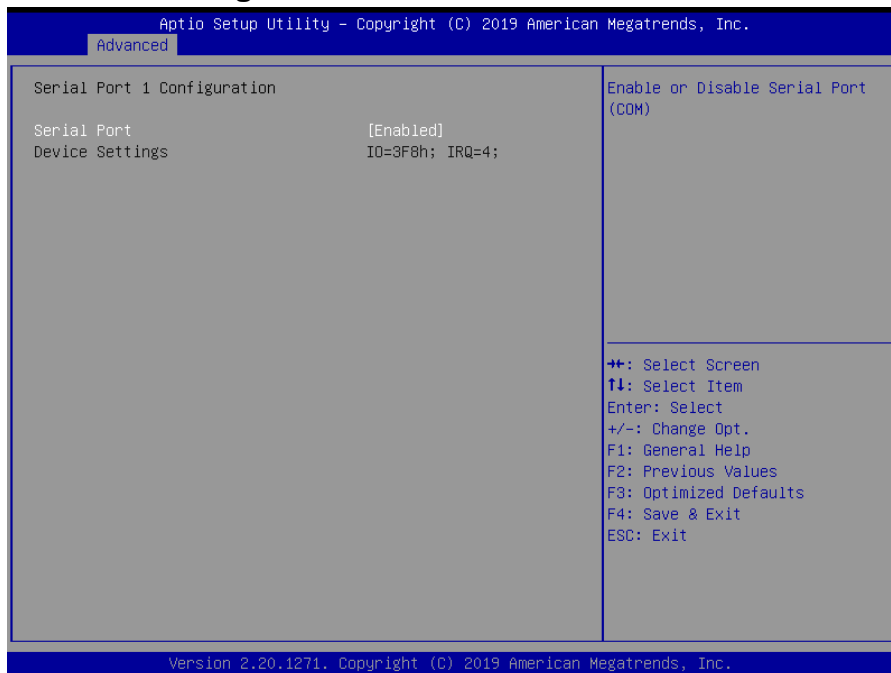 Aptio Setup Utility – Copyright (C) 2019 American Megatrends, Inc.
Advanced
Serial Port 1 Configuration
Serial Port [Enabled]
Device Settings IO=3F8h; IRQ=4;
Enable or Disable Serial Port
(COM)
→←: Select Screen
↑↓: Select Item
Enter: Select
+/-: Change Opt.
F1: General Help
F2: Previous Values
F3: Optimized Defaults
F4: Save & Exit
ESC: Exit
Version 2.20.1271. Copyright (C) 2019 American Megatrends, Inc.